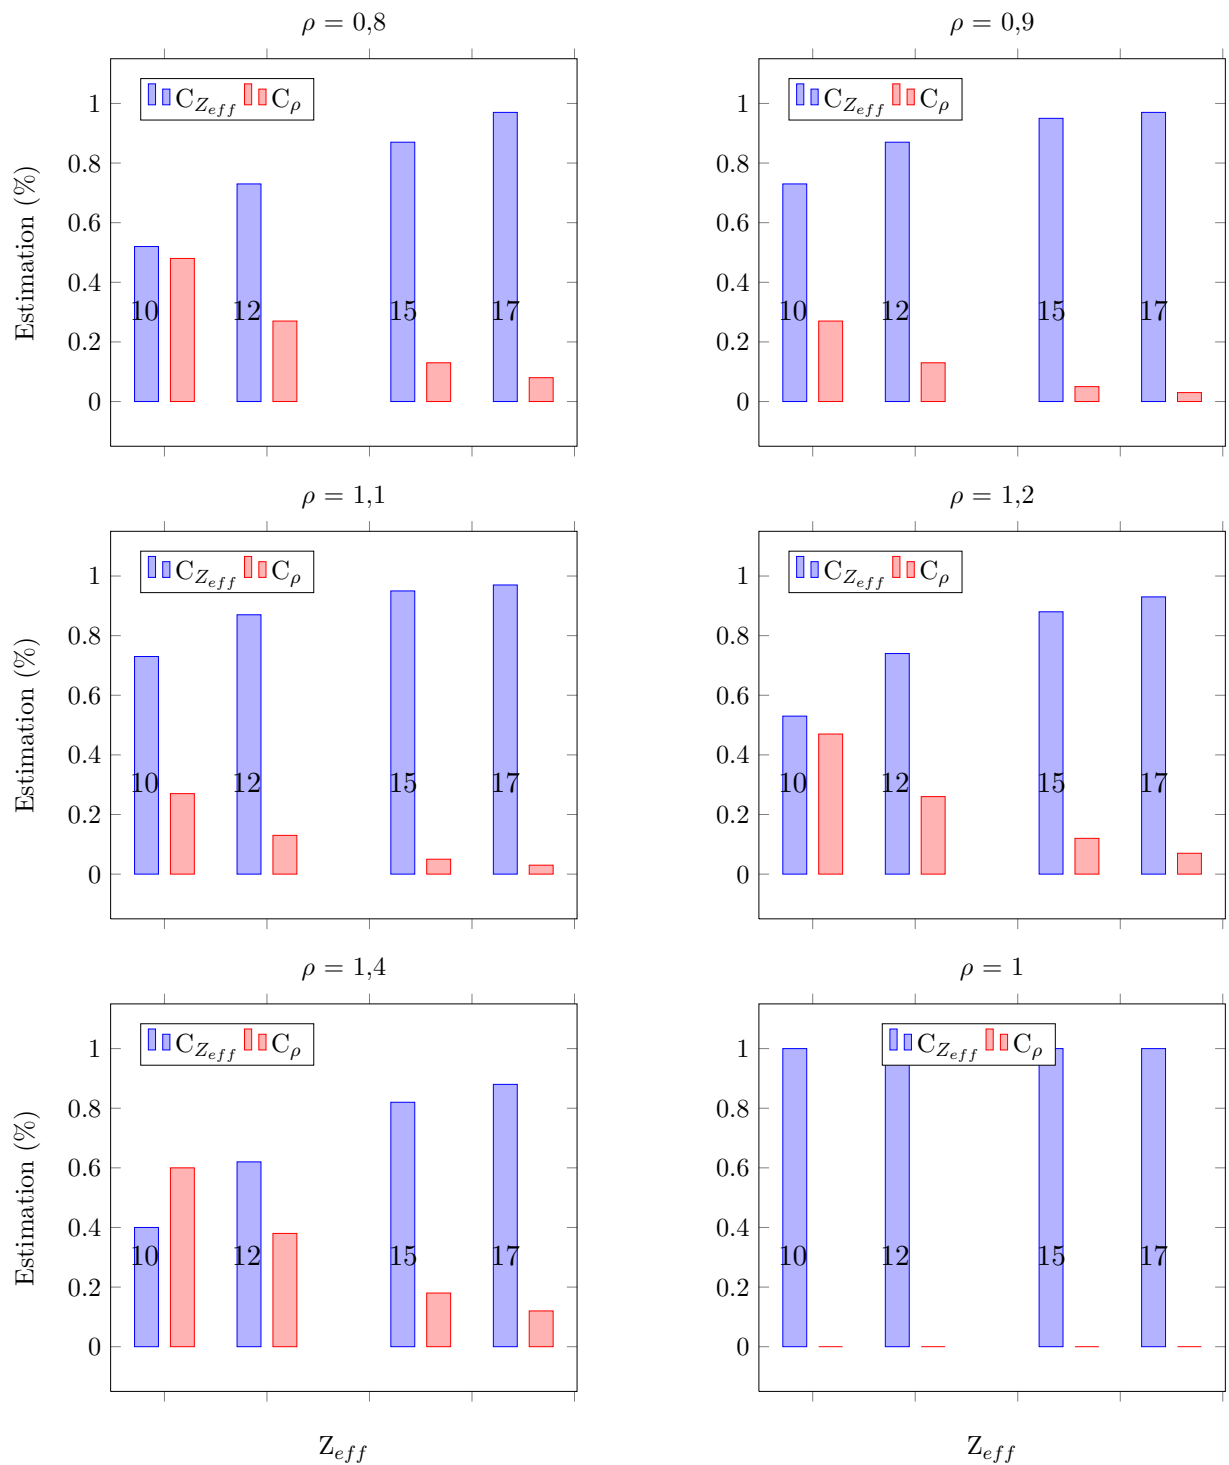 ρ = 0,8
C_{Z_{eff}} C_ρ
1
0.8
0.6
0.4
0.2
0
Estimation (%)
10 12 15 17
ρ = 0,9
C_{Z_{eff}} C_ρ
1
0.8
0.6
0.4
0.2
0
10 12 15 17
ρ = 1,1
C_{Z_{eff}} C_ρ
1
0.8
0.6
0.4
0.2
0
Estimation (%)
10 12 15 17
ρ = 1,2
C_{Z_{eff}} C_ρ
1
0.8
0.6
0.4
0.2
0
10 12 15 17
ρ = 1,4
C_{Z_{eff}} C_ρ
1
0.8
0.6
0.4
0.2
0
Estimation (%)
10 12 15 17
Z_{eff}
ρ = 1
C_{Z_{eff}} C_ρ
1
0.8
0.6
0.4
0.2
0
10 12 15 17
Z_{eff}